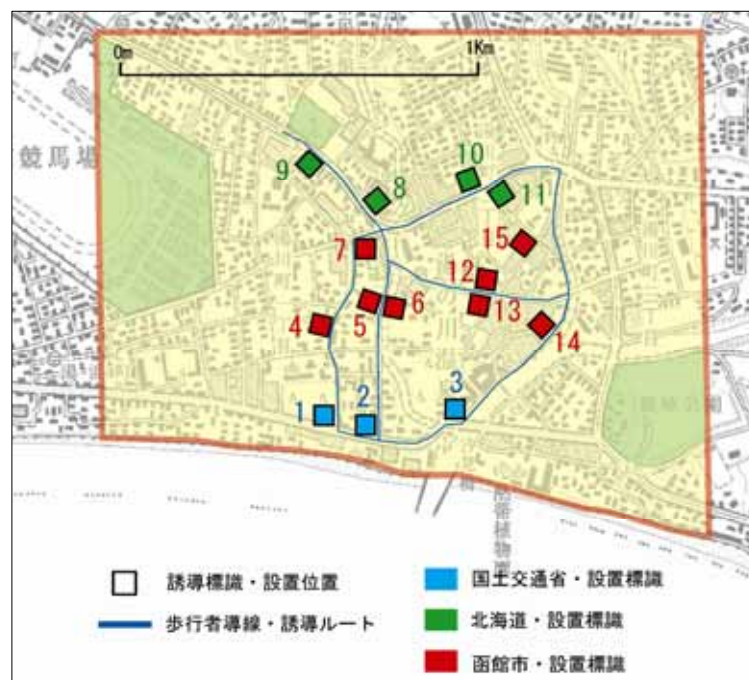 0m
1Km
競馬場
9
8
10
11
7
15
12
5
6
13
4
14
1
2
3
誘導標識・設置位置
歩行者導線・誘導ルート
国土交通省・設置標識
北海道・設置標識
函館市・設置標識